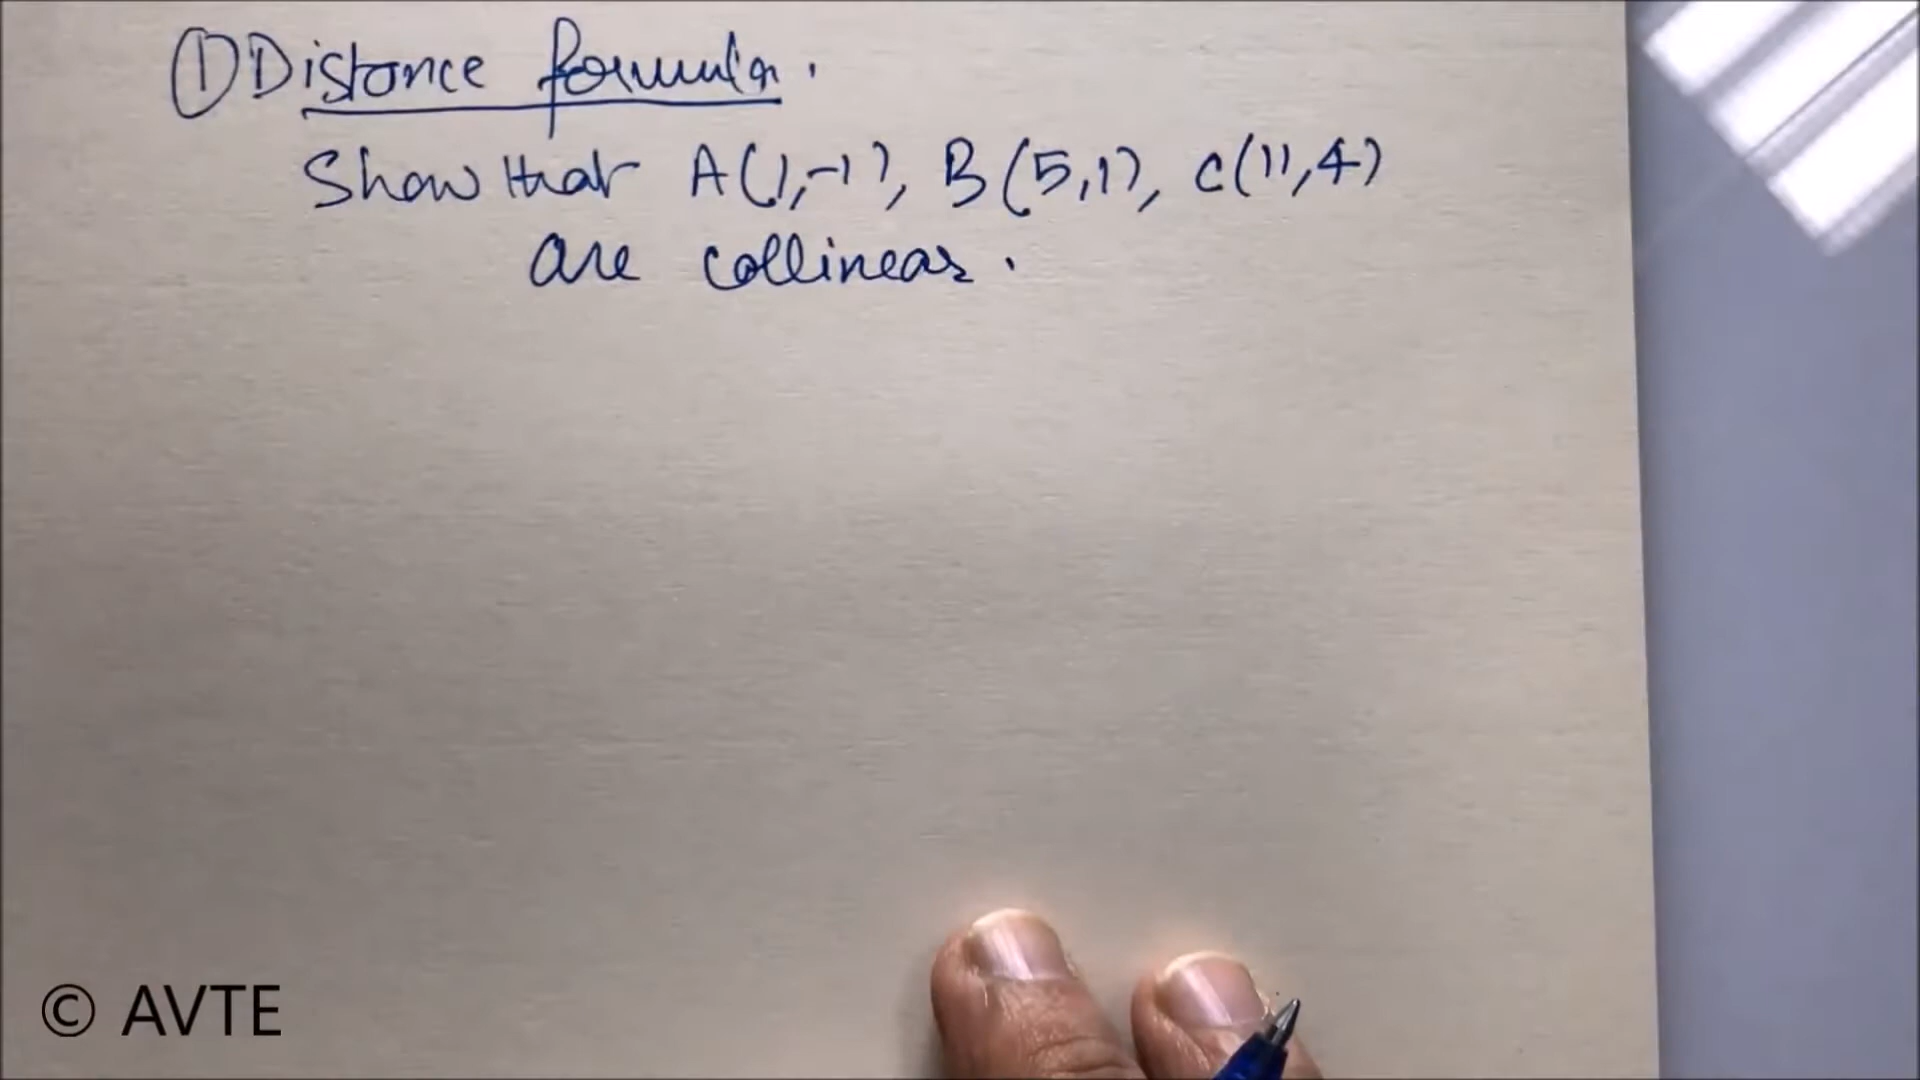 ① Distance formula.
Show that A(1,-1), B(5,1), C(11,4)
are collinear.
© AVTE